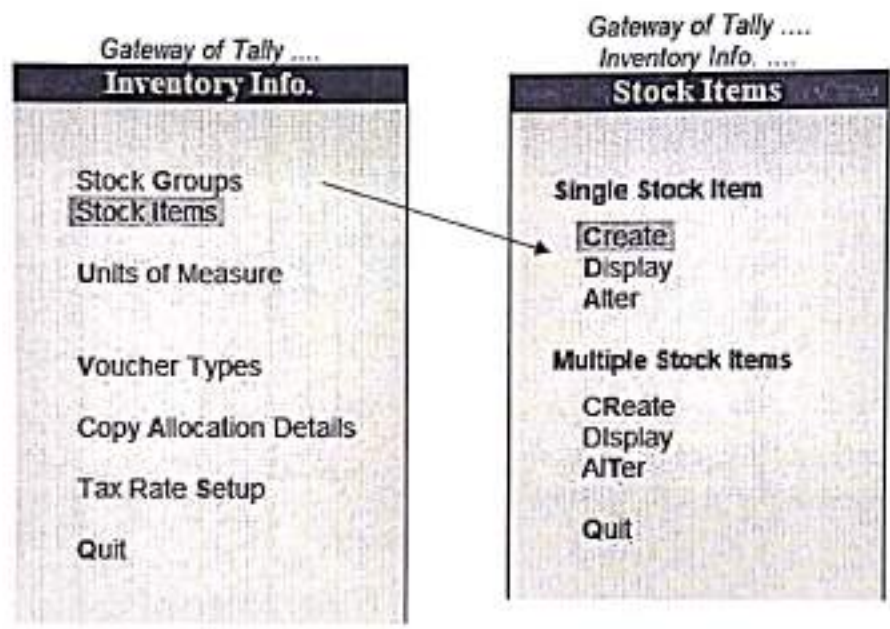 Gateway of Tally ....
Inventory Info.
Stock Groups
Stock Items
Units of Measure
Voucher Types
Copy Allocation Details
Tax Rate Setup
Quit
Gateway of Tally ....
Inventory Info. ....
Stock Items
Single Stock Item
Create
Display
Alter
Multiple Stock Items
CReate
DIsplay
AlTer
Quit